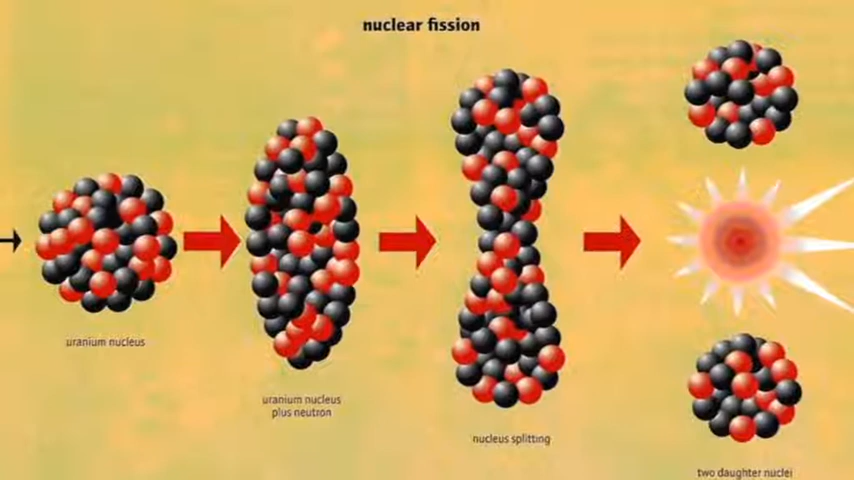 nuclear fission
uranium nucleus
uranium nucleus
plus neutron
nucleus splitting
two daughter nuclei